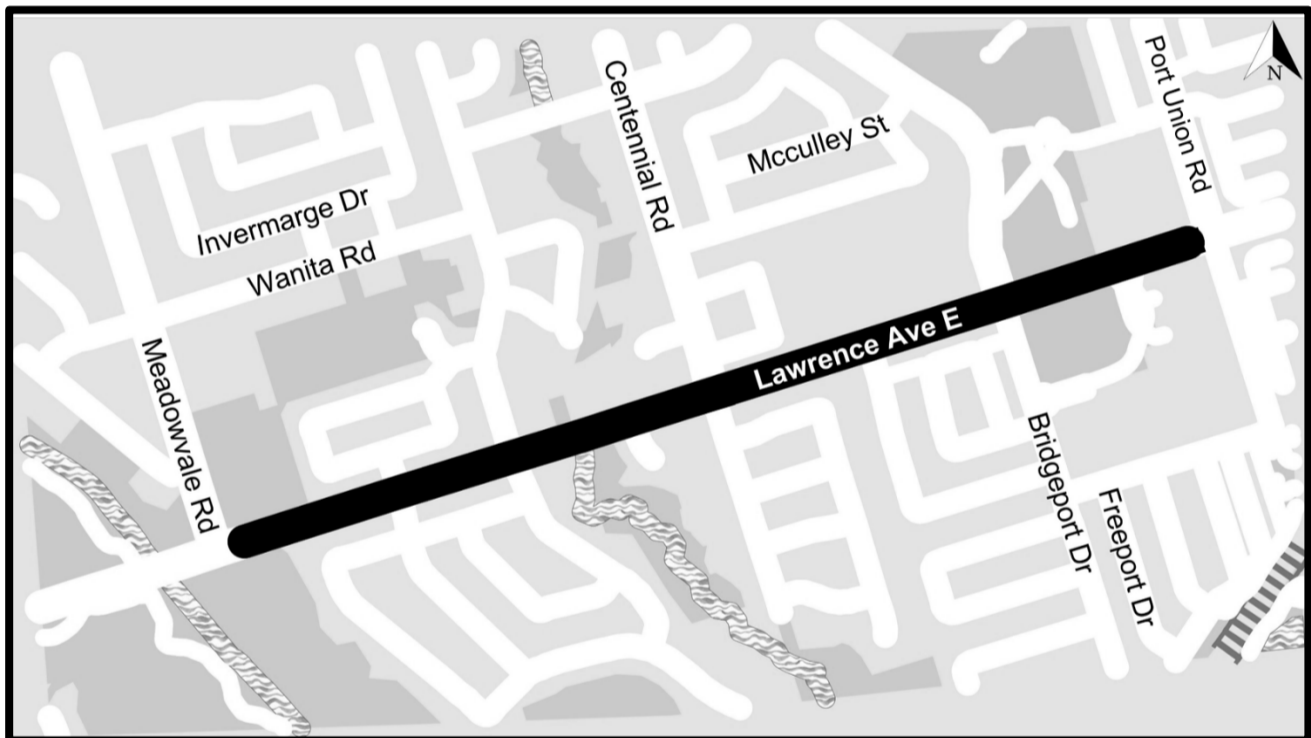 Port Union Rd
N
Centennial Rd
Mcculley St
Invermarge Dr
Wanita Rd
Lawrence Ave E
Meadowvale Rd
Bridgeport Dr
Freeport Dr